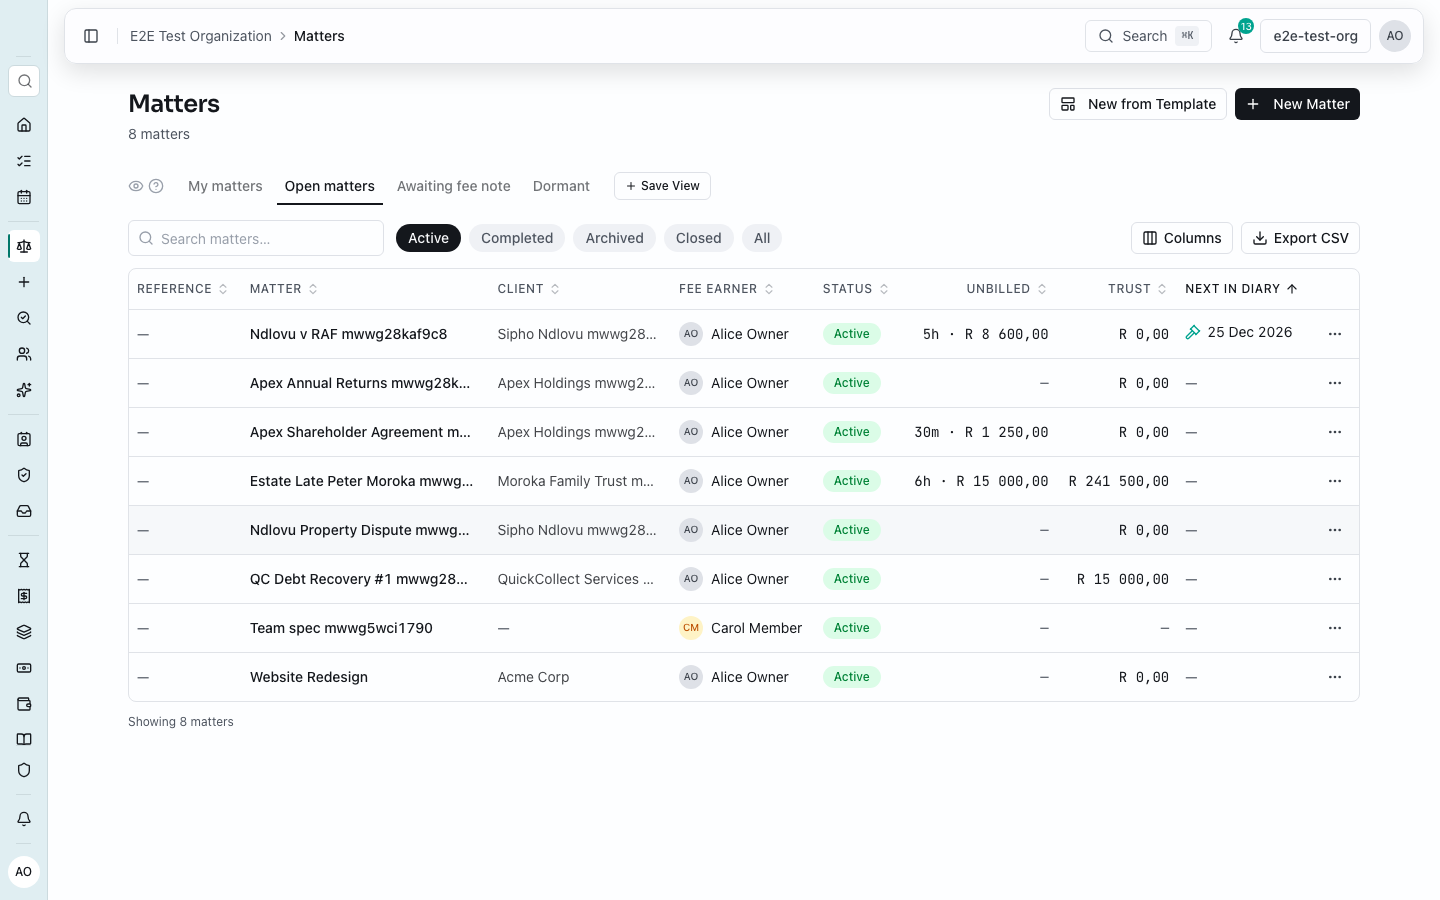 E2E Test Organization > Matters
Search ⌘K
13
e2e-test-org
AO
Matters
8 matters
New from Template
+ New Matter
My matters
Open matters
Awaiting fee note
Dormant
+ Save View
Search matters...
Active
Completed
Archived
Closed
All
Columns
Export CSV
REFERENCE MATTER CLIENT FEE EARNER STATUS UNBILLED TRUST NEXT IN DIARY ↑
— Ndlovu v RAF mwwg28kaf9c8 Sipho Ndlovu mwwg28... AO Alice Owner Active 5h · R 8 600,00 R 0,00 25 Dec 2026 ...
— Apex Annual Returns mwwg28k... Apex Holdings mwwg2... AO Alice Owner Active — R 0,00 — ...
— Apex Shareholder Agreement m... Apex Holdings mwwg2... AO Alice Owner Active 30m · R 1 250,00 R 0,00 — ...
— Estate Late Peter Moroka mwwg... Moroka Family Trust m... AO Alice Owner Active 6h · R 15 000,00 R 241 500,00 — ...
— Ndlovu Property Dispute mwwg... Sipho Ndlovu mwwg28... AO Alice Owner Active — R 0,00 — ...
— QC Debt Recovery #1 mwwg28... QuickCollect Services ... AO Alice Owner Active — R 15 000,00 — ...
— Team spec mwwg5wci1790 — CM Carol Member Active — — — ...
— Website Redesign Acme Corp AO Alice Owner Active — R 0,00 — ...
Showing 8 matters
AO